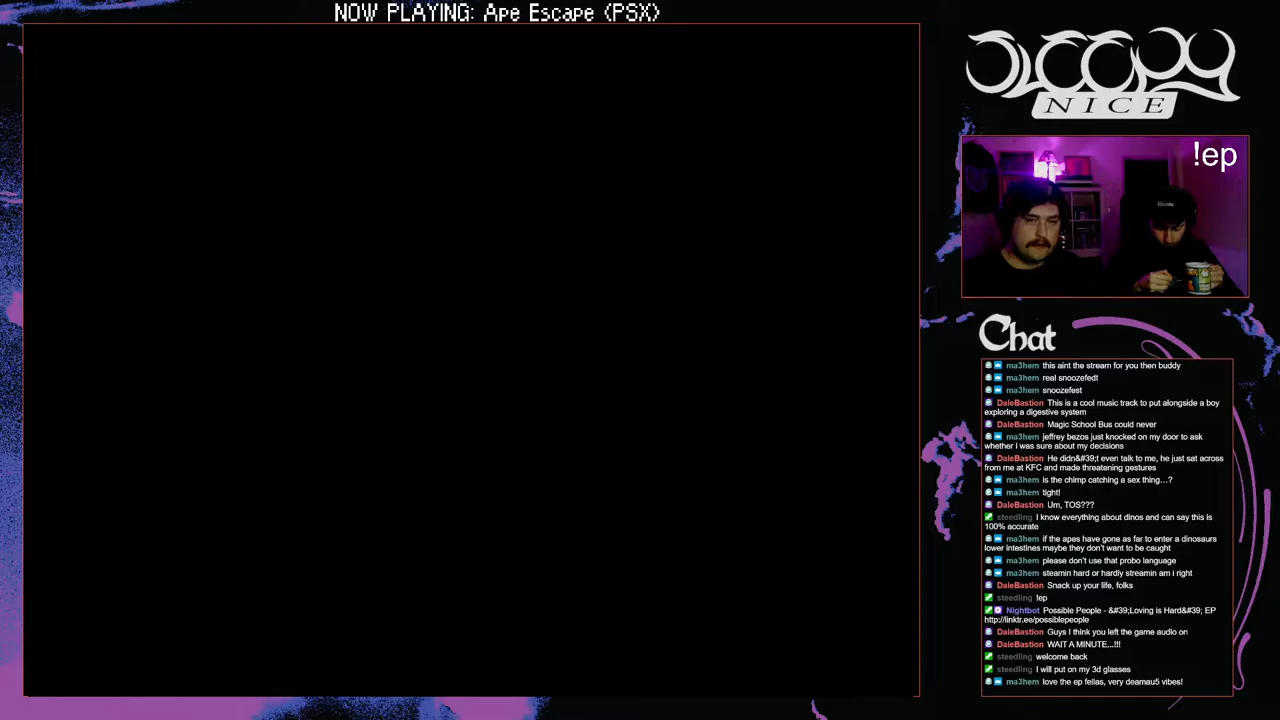 NOW PLAYING: Ape Escape (PSX)
NICE
!ep
Chat
ma3hem this aint the stream for you then buddy
ma3hem real snoozefedt
ma3hem snoozefest
DaleBastion This is a cool music track to put alongside a boy
exploring a digestive system
DaleBastion Magic School Bus could never
ma3hem jeffrey bezos just knocked on my door to ask
whether i was sure about my decisions
DaleBastion He didn&#39;t even talk to me, he just sat across
from me at KFC and made threatening gestures
ma3hem is the chimp catching a sex thing...?
ma3hem tight!
DaleBastion Um, TOS???
steedling I know everything about dinos and can say this is
100% accurate
ma3hem if the apes have gone as far to enter a dinosaurs
lower intestines maybe they don't want to be caught
ma3hem please don't use that probo language
ma3hem steamin hard or hardly streamin am i right
DaleBastion Snack up your life, folks
steedling !ep
Nightbot Possible People - &#39;Loving is Hard&#39; EP
http://linktr.ee/possiblepeople
DaleBastion Guys I think you left the game audio on
DaleBastion WAIT A MINUTE...!!!
steedling welcome back
steedling I will put on my 3d glasses
ma3hem love the ep fellas, very deamau5 vibes!